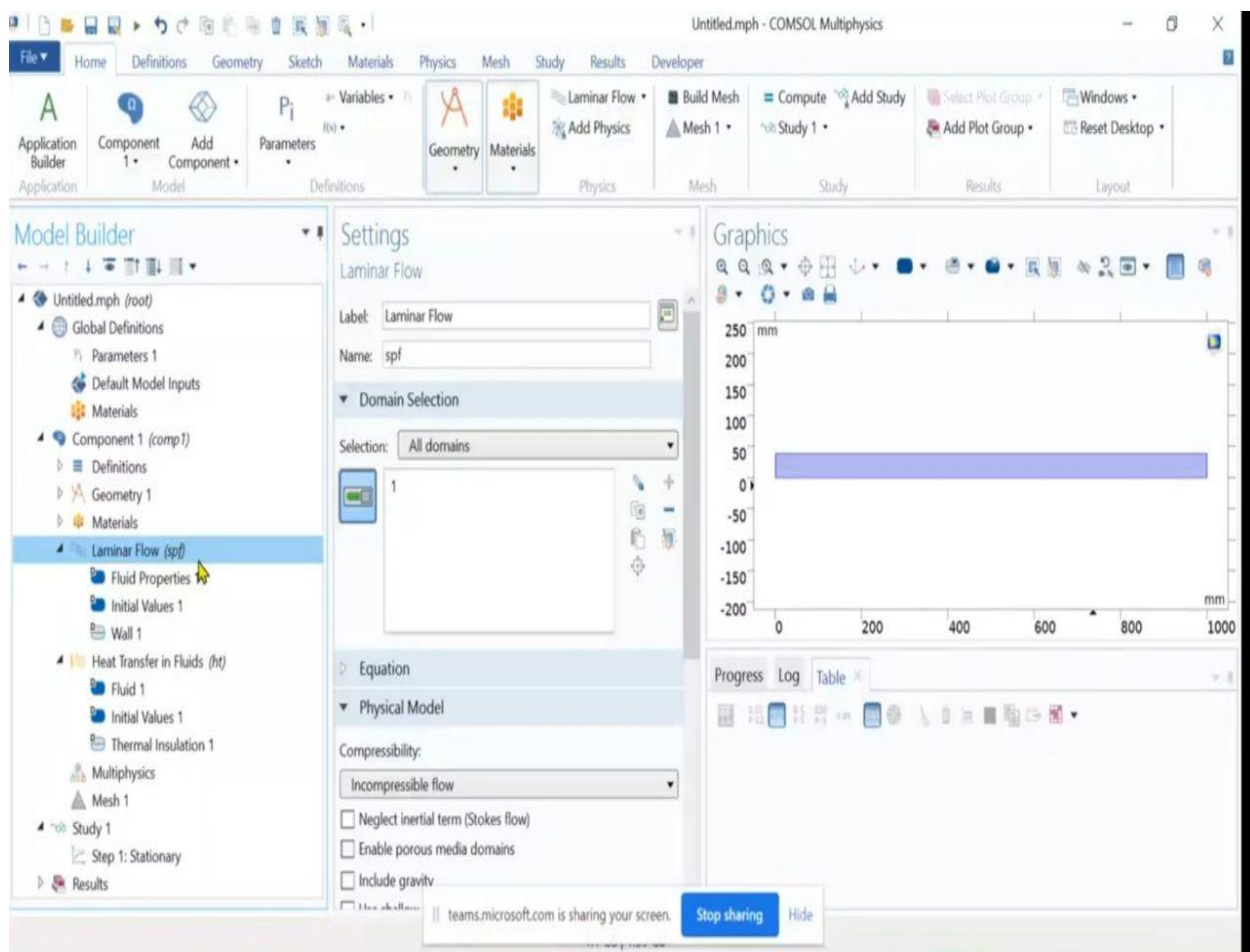 Untitled.mph - COMSOL Multiphysics
File Home Definitions Geometry Sketch Materials Physics Mesh Study Results Developer
A
Application Builder
Application
Component 1
Add Component
Model
Pi
Parameters
a= Variables
f(x)
Definitions
Geometry
Materials
Laminar Flow
Add Physics
Physics
Build Mesh
Mesh 1
Mesh
= Compute
Add Study
Study 1
Study
Select Plot Group
Add Plot Group
Results
Windows
Reset Desktop
Layout
Model Builder
Untitled.mph (root)
Global Definitions
Pi Parameters 1
Default Model Inputs
Materials
Component 1 (comp1)
Definitions
Geometry 1
Materials
Laminar Flow (spf)
Fluid Properties 1
Initial Values 1
Wall 1
Heat Transfer in Fluids (ht)
Fluid 1
Initial Values 1
Thermal Insulation 1
Multiphysics
Mesh 1
Study 1
Step 1: Stationary
Results
Settings
Laminar Flow
Label: Laminar Flow
Name: spf
Domain Selection
Selection: All domains
1
Equation
Physical Model
Compressibility:
Incompressible flow
Neglect inertial term (Stokes flow)
Enable porous media domains
Include gravity
Graphics
250 mm
200
150
100
50
0
-50
-100
-150
-200
mm
0 200 400 600 800 1000
Progress Log Table
teams.microsoft.com is sharing your screen. Stop sharing Hide